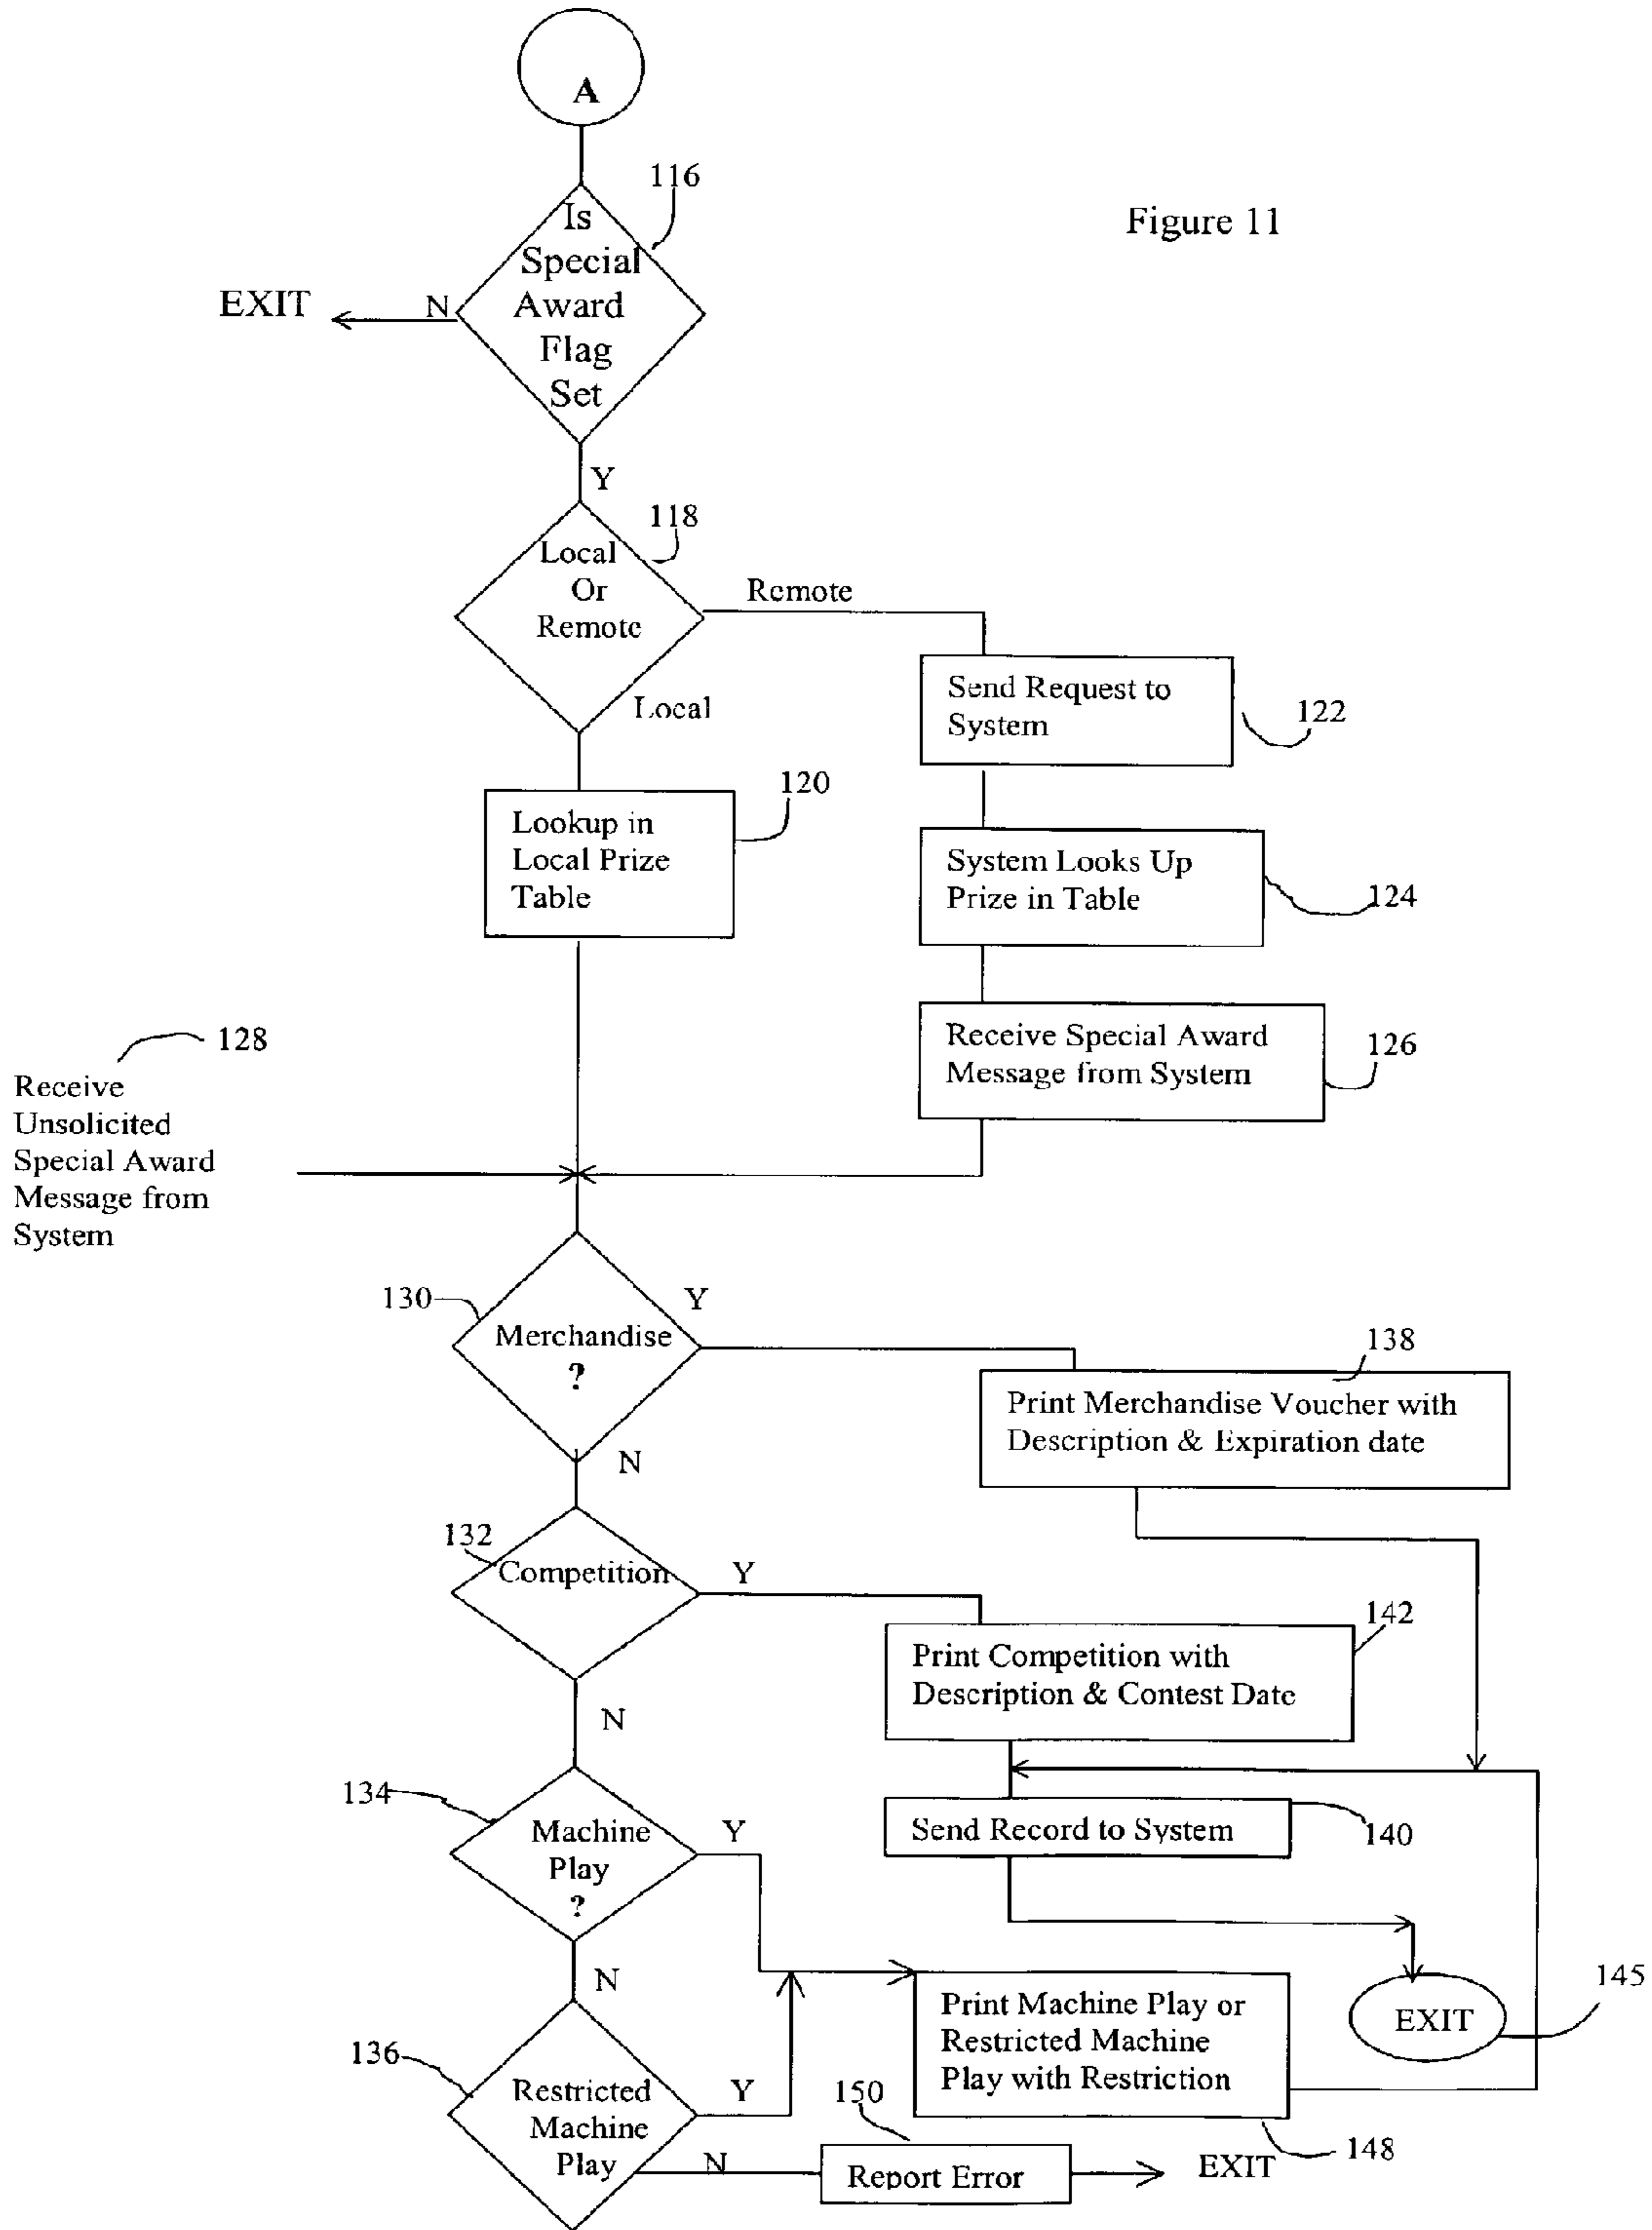 A
116
Figure 11
Is
Special
Award
Flag
Set
EXIT
N
Y
118
Local
Or
Remote
Remote
Local
Send Request to
System
122
120
Lookup in
Local Prize
Table
System Looks Up
Prize in Table
124
128
Receive
Unsolicited
Special Award
Message from
System
Receive Special Award
Message from System
126
130
Y
Merchandise
?
N
138
Print Merchandise Voucher with
Description & Expiration date
132
Competition
Y
N
142
Print Competition with
Description & Contest Date
134
Machine
Play
?
Y
N
Send Record to System
140
EXIT
145
Print Machine Play or
Restricted Machine
Play with Restriction
148
136
Restricted
Machine
Play
Y
N
150
Report Error
EXIT